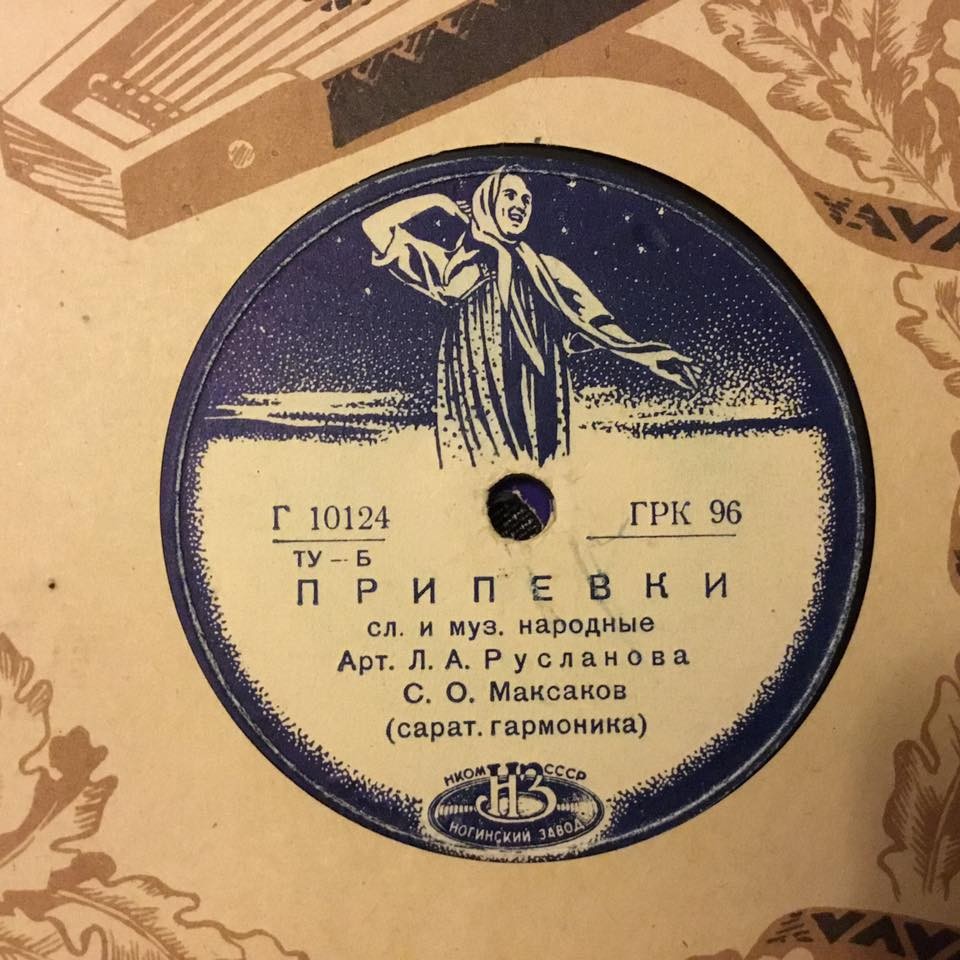 Г 10124
ГРК 96
ТУ – Б
ПРИПЕВКИ
сл. и муз. народные
Арт. Л. А. Русланова
С. О. Максаков
(сарат. гармоника)
НКОМ СССР
НЗ
НОГИНСКИЙ ЗАВОД